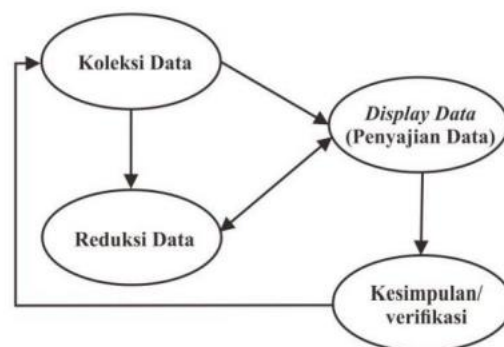 Koleksi Data
Display Data
(Penyajian Data)
Reduksi Data
Kesimpulan/
verifikasi